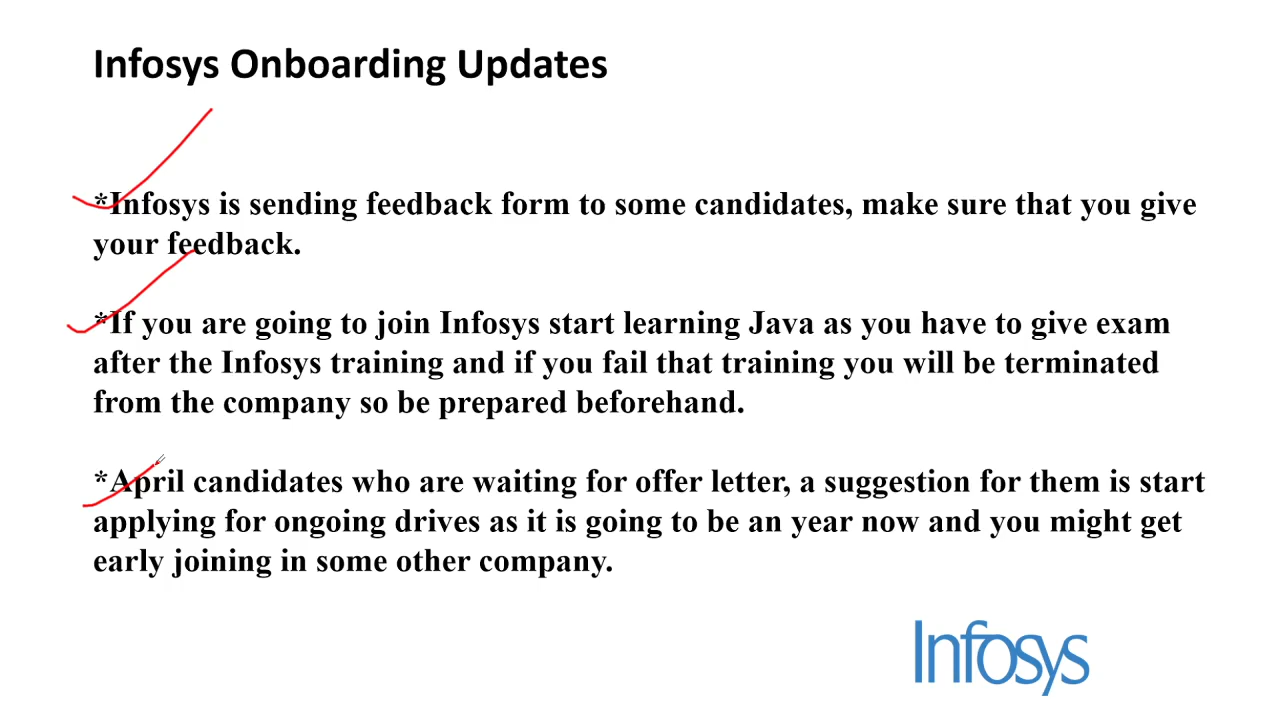 Infosys Onboarding Updates
*Infosys is sending feedback form to some candidates, make sure that you give
your feedback.
*If you are going to join Infosys start learning Java as you have to give exam
after the Infosys training and if you fail that training you will be terminated
from the company so be prepared beforehand.
*April candidates who are waiting for offer letter, a suggestion for them is start
applying for ongoing drives as it is going to be an year now and you might get
early joining in some other company.
Infosys